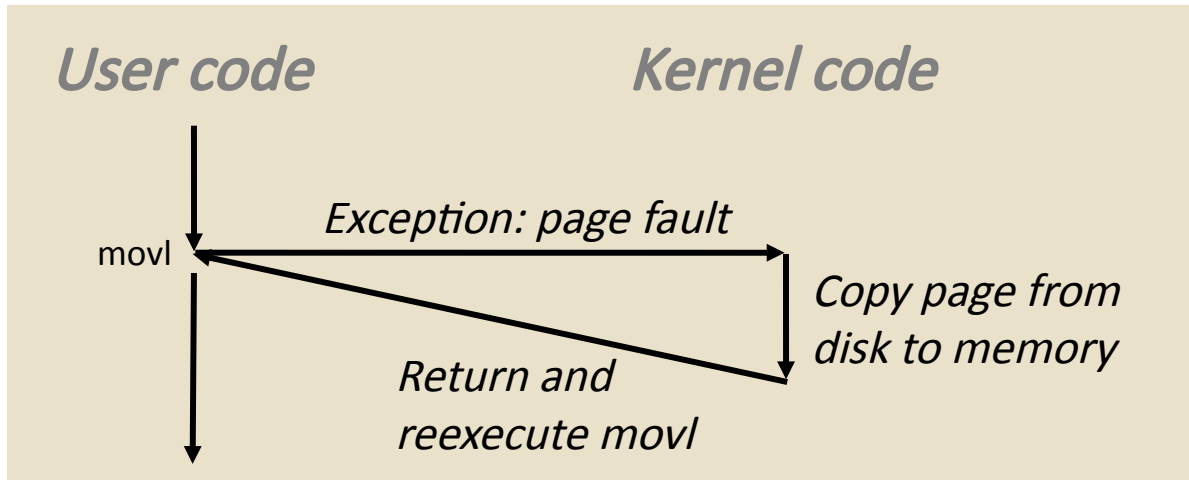 User code
Kernel code
Exception: page fault
movl
Copy page from
disk to memory
Return and
reexecute movl